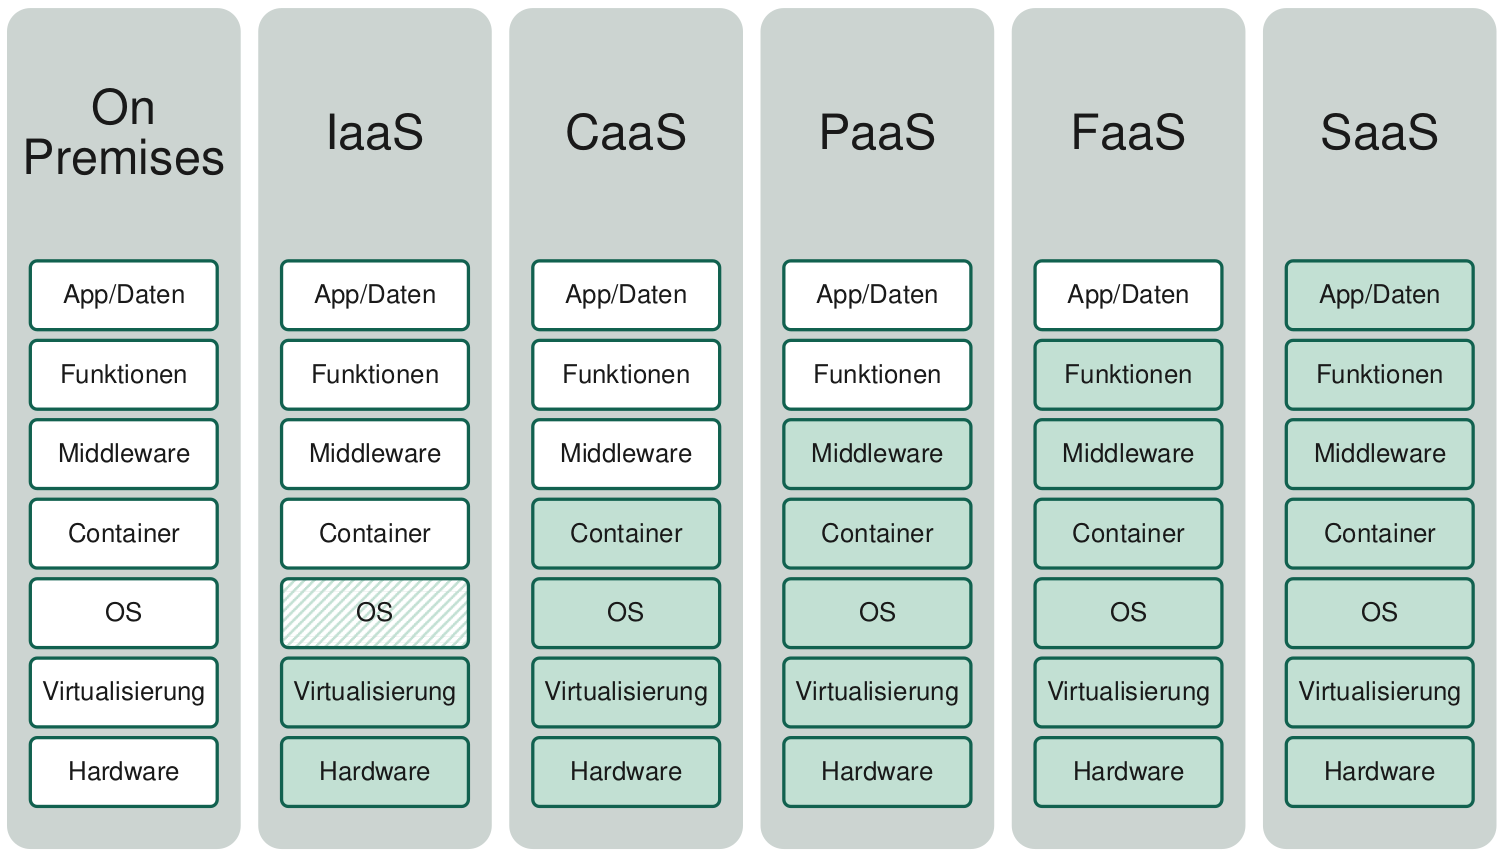 On
Premises
App/Daten
Funktionen
Middleware
Container
OS
Virtualisierung
Hardware
IaaS
App/Daten
Funktionen
Middleware
Container
OS
Virtualisierung
Hardware
CaaS
App/Daten
Funktionen
Middleware
Container
OS
Virtualisierung
Hardware
PaaS
App/Daten
Funktionen
Middleware
Container
OS
Virtualisierung
Hardware
FaaS
App/Daten
Funktionen
Middleware
Container
OS
Virtualisierung
Hardware
SaaS
App/Daten
Funktionen
Middleware
Container
OS
Virtualisierung
Hardware